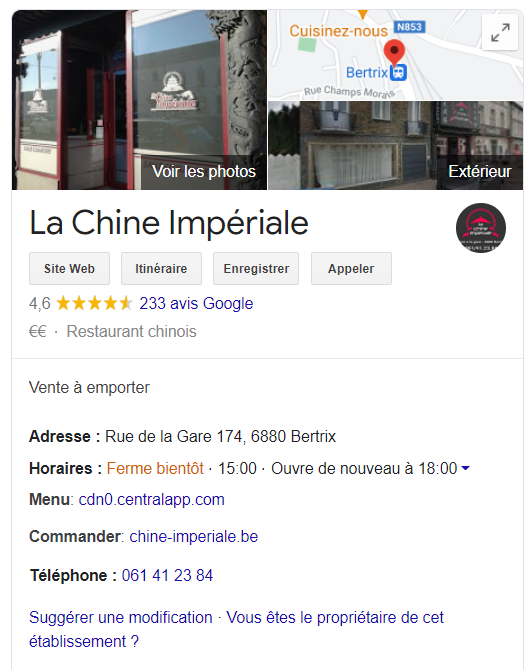 Cuisinez-nous
N853
Bertrix
Rue Champs Morais
Voir les photos
Extérieur
La Chine Impériale
Site Web
Itinéraire
Enregistrer
Appeler
4,6
233 avis Google
€€ · Restaurant chinois
Vente à emporter
Adresse : Rue de la Gare 174, 6880 Bertrix
Horaires : Ferme bientôt · 15:00 · Ouvre de nouveau à 18:00
Menu: cdn0.centralapp.com
Commander: chine-imperiale.be
Téléphone : 061 41 23 84
Suggérer une modification · Vous êtes le propriétaire de cet
établissement ?